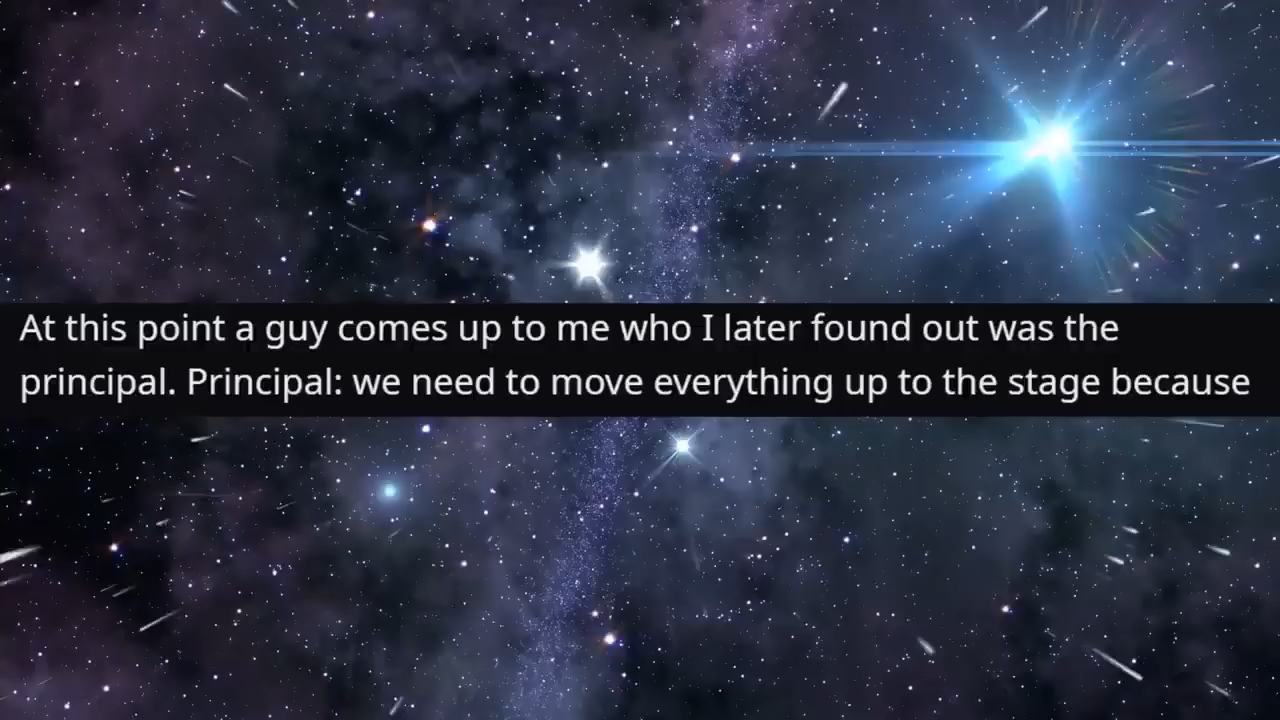 At this point a guy comes up to me who I later found out was the
principal. Principal: we need to move everything up to the stage because